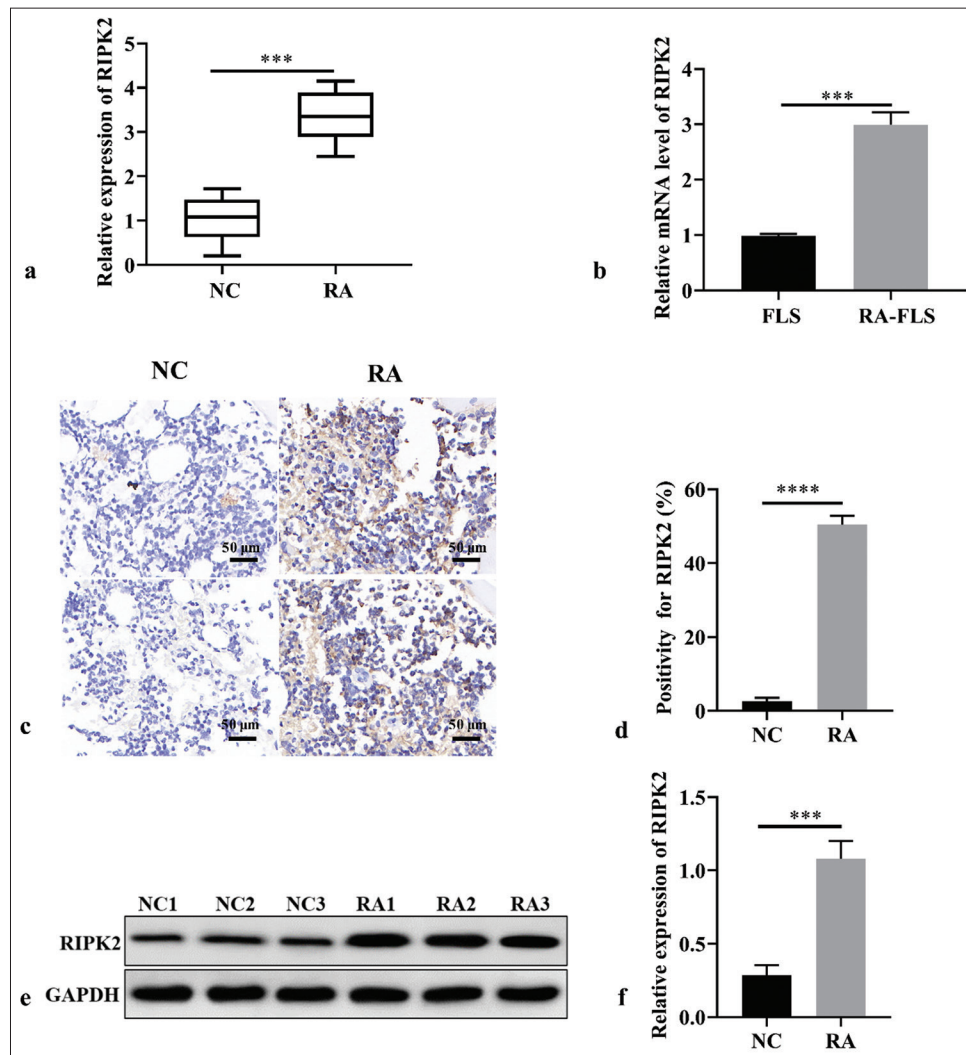 Relative expression of RIPK2
5
4
3
2
1
0
***
NC
RA
a
Relative mRNA level of RIPK2
4
3
2
1
0
***
FLS
RA-FLS
b
NC
RA
50 μm
50 μm
50 μm
50 μm
c
Positivity for RIPK2 (%)
60
40
20
0
****
NC
RA
d
NC1 NC2 NC3 RA1 RA2 RA3
RIPK2
GAPDH
e
Relative expression of RIPK2
1.5
1.0
0.5
0.0
***
NC
RA
f